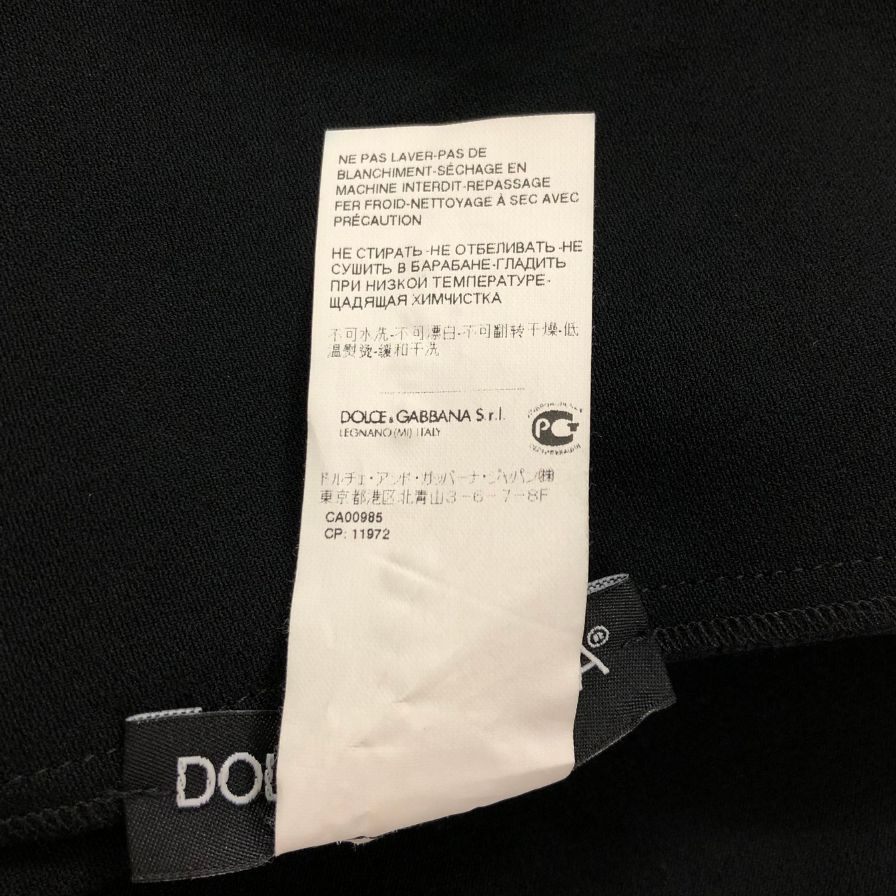 NE PAS LAVER-PAS DE
BLANCHIMENT-SÉCHAGE EN
MACHINE INTERDIT-REPASSAGE
FER FROID-NETTOYAGE À SEC AVEC
PRÉCAUTION
НЕ СТИРАТЬ-НЕ ОТБЕЛИВАТЬ-НЕ
СУШИТЬ В БАРАБАНЕ-ГЛАДИТЬ
ПРИ НИЗКОЙ ТЕМПЕРАТУРЕ-
ЩАДЯЩАЯ ХИМЧИСТКА
不可水洗-不可漂白-不可翻转干燥-低
温熨烫-缓和干洗
DOLCE & GABBANA S.r.l.
LEGNANO (MI) ITALY
PCT
ドルチェ・アンド・ガッバーナ・ジャパン㈱
東京都港区北青山3-6-7-8F
CA00985
CP: 11972
DOL
A®